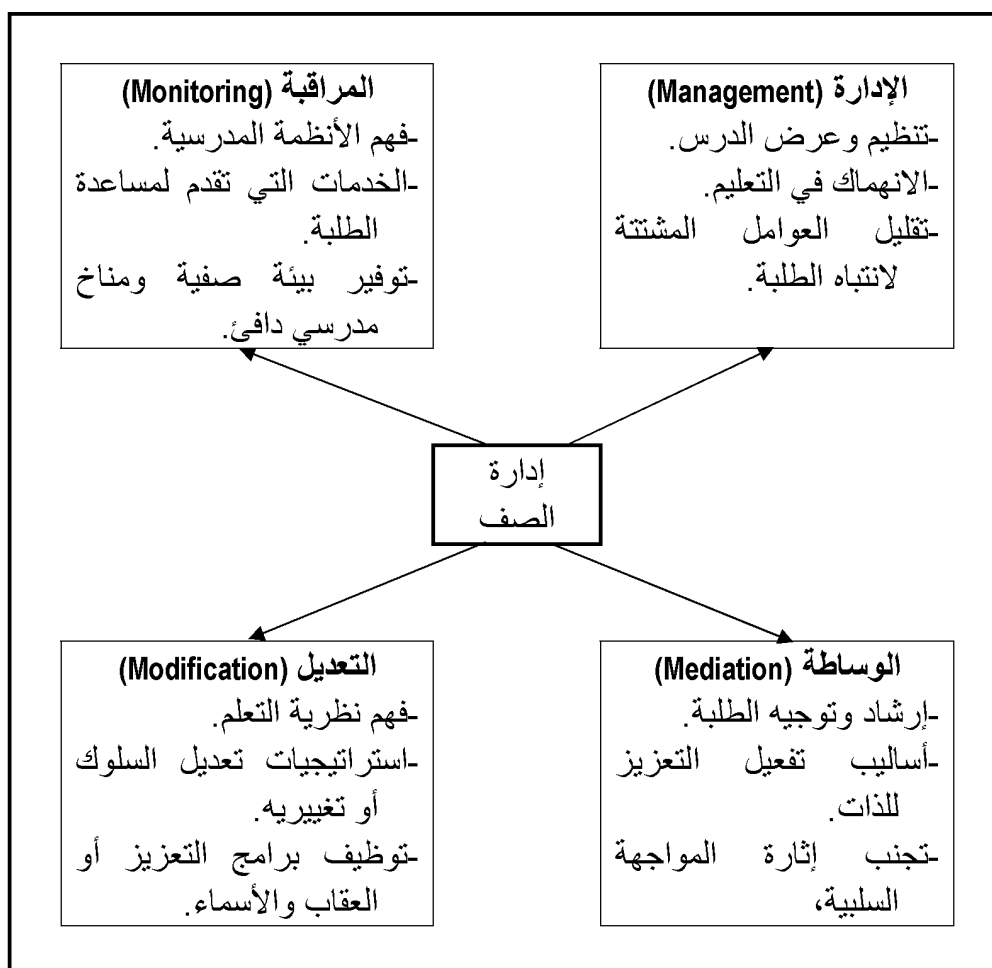 الإدارة (Management)
-تنظيم وعرض الدرس.
-الانهماك في التعليم.
-تقليل العوامل المشتتة
لانتباه الطلبة.
المراقبة (Monitoring)
-فهم الأنظمة المدرسية.
-الخدمات التي تقدم لمساعدة
الطلبة.
-توفير بيئة صفية ومناخ
مدرسي دافئ.
إدارة
الصف
الوساطة (Mediation)
-إرشاد وتوجيه الطلبة.
-أساليب تفعيل التعزيز
للذات.
-تجنب إثارة المواجهة
السلبية،
التعديل (Modification)
-فهم نظرية التعلم.
-استراتيجيات تعديل السلوك
أو تغييريه.
-توظيف برامج التعزيز أو
العقاب والأسماء.